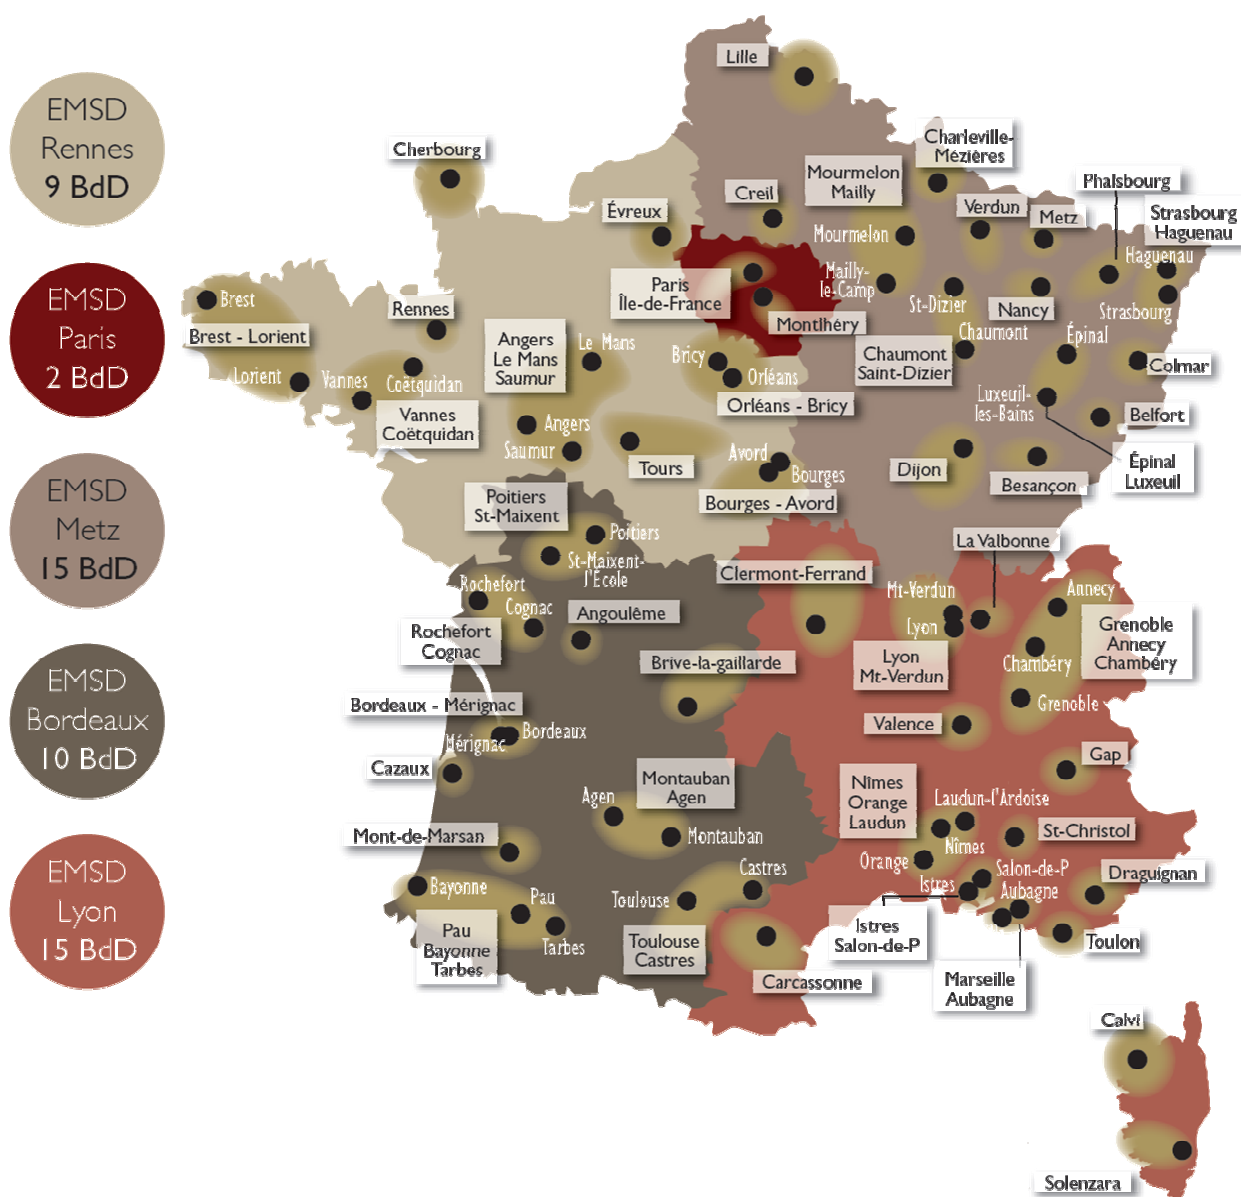 EMSD
Rennes
9 BdD
EMSD
Paris
2 BdD
EMSD
Metz
15 BdD
EMSD
Bordeaux
10 BdD
EMSD
Lyon
15 BdD
Lille
Cherbourg
Charleville-
Mézières
Mourmelon
Mailly
Phalsbourg
Creil
Évreux
Verdun
Metz
Strasbourg
Haguenau
Mourmelon
Haguenau
Paris
Île-de-France
Mailly-
le-Camp
St-Dizier
Nancy
Strasbourg
Brest
Rennes
Montlhéry
Brest - Lorient
Angers
Le Mans
Saumur
Le Mans
Bricy
Chaumont
Épinal
Chaumont
Saint-Dizier
Colmar
Lorient
Vannes
Coëtquidan
Orléans
Orléans - Bricy
Luxeuil-
les-Bains
Belfort
Vannes
Coëtquidan
Angers
Saumur
Tours
Avord
Bourges
Bourges - Avord
Dijon
Besançon
Épinal
Luxeuil
Poitiers
St-Maixent
Poitiers
St-Maixent-
l'École
La Valbonne
Clermont-Ferrand
Rochefort
Cognac
Angoulême
Mt-Verdun
Lyon
Annecy
Rochefort
Cognac
Grenoble
Annecy
Chambéry
Brive-la-gaillarde
Lyon
Mt-Verdun
Chambéry
Bordeaux - Mérignac
Grenoble
Mérignac
Bordeaux
Valence
Cazaux
Gap
Montauban
Agen
Agen
Nîmes
Orange
Laudun
Laudun-l'Ardoise
Mont-de-Marsan
Montauban
Nîmes
St-Christol
Orange
Castres
Salon-de-P
Bayonne
Pau
Toulouse
Istres
Aubagne
Draguignan
Pau
Bayonne
Tarbes
Tarbes
Toulouse
Castres
Istres
Salon-de-P
Toulon
Carcassonne
Marseille
Aubagne
Calvi
Solenzara